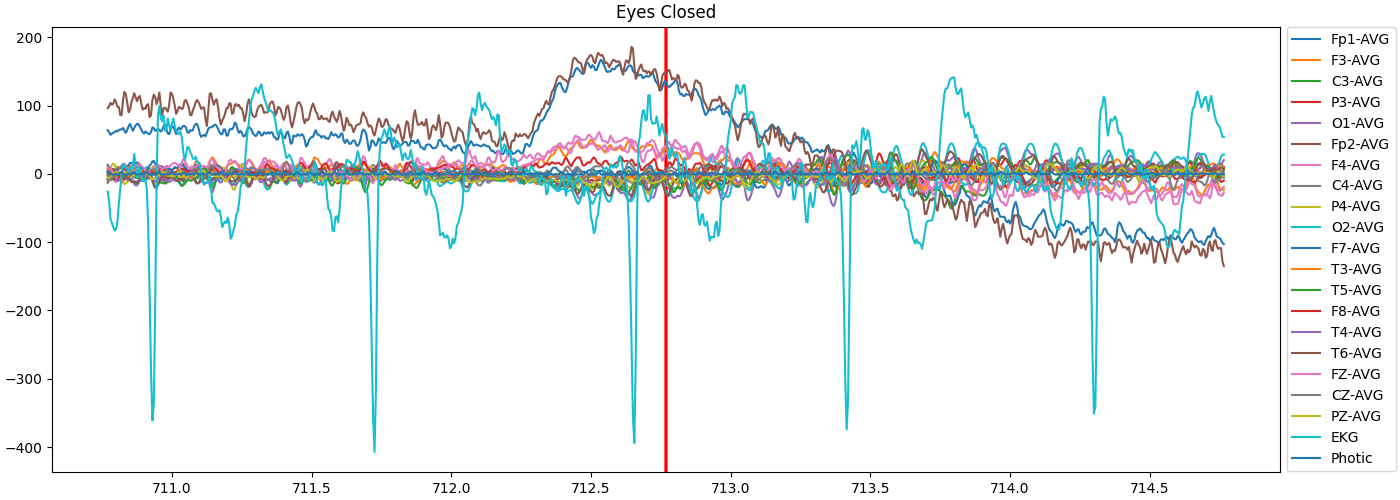 Eyes Closed
200
100
0
−100
−200
−300
−400
711.0 711.5 712.0 712.5 713.0 713.5 714.0 714.5
Fp1-AVG
F3-AVG
C3-AVG
P3-AVG
O1-AVG
Fp2-AVG
F4-AVG
C4-AVG
P4-AVG
O2-AVG
F7-AVG
T3-AVG
T5-AVG
F8-AVG
T4-AVG
T6-AVG
FZ-AVG
CZ-AVG
PZ-AVG
EKG
Photic